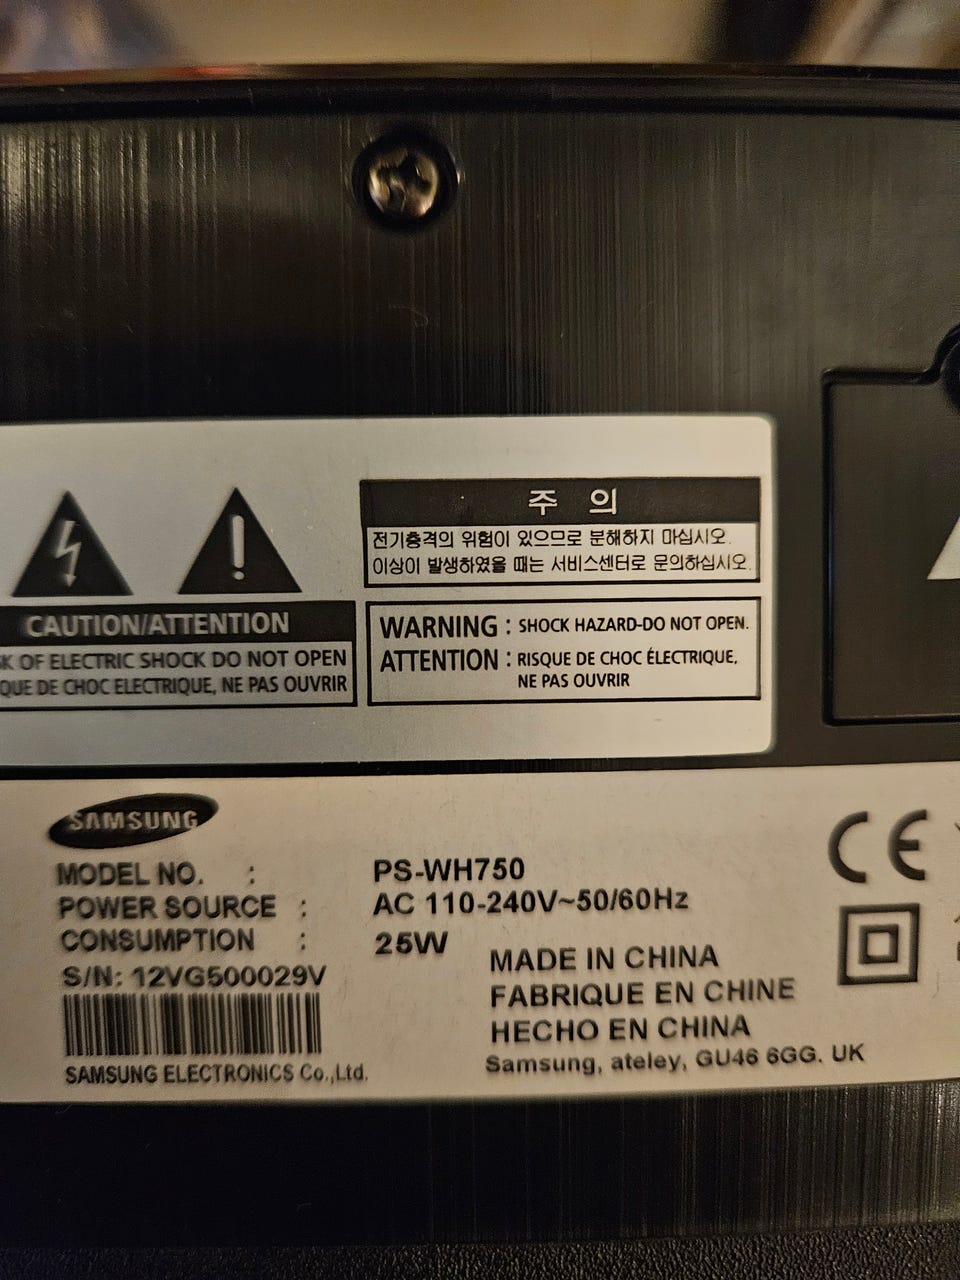 주 의
전기충격의 위험이 있으므로 분해하지 마십시오.
이상이 발생하였을 때는 서비스센터로 문의하십시오.
CAUTION/ATTENTION
SK OF ELECTRIC SHOCK DO NOT OPEN
QUE DE CHOC ELECTRIQUE, NE PAS OUVRIR
WARNING : SHOCK HAZARD-DO NOT OPEN.
ATTENTION : RISQUE DE CHOC ÉLECTRIQUE,
NE PAS OUVRIR
SAMSUNG
MODEL NO. : PS-WH750
POWER SOURCE : AC 110-240V~50/60Hz
CONSUMPTION : 25W
S/N: 12VG500029V
SAMSUNG ELECTRONICS Co.,Ltd.
MADE IN CHINA
FABRIQUE EN CHINE
HECHO EN CHINA
Samsung, ateley, GU46 6GG. UK
CE